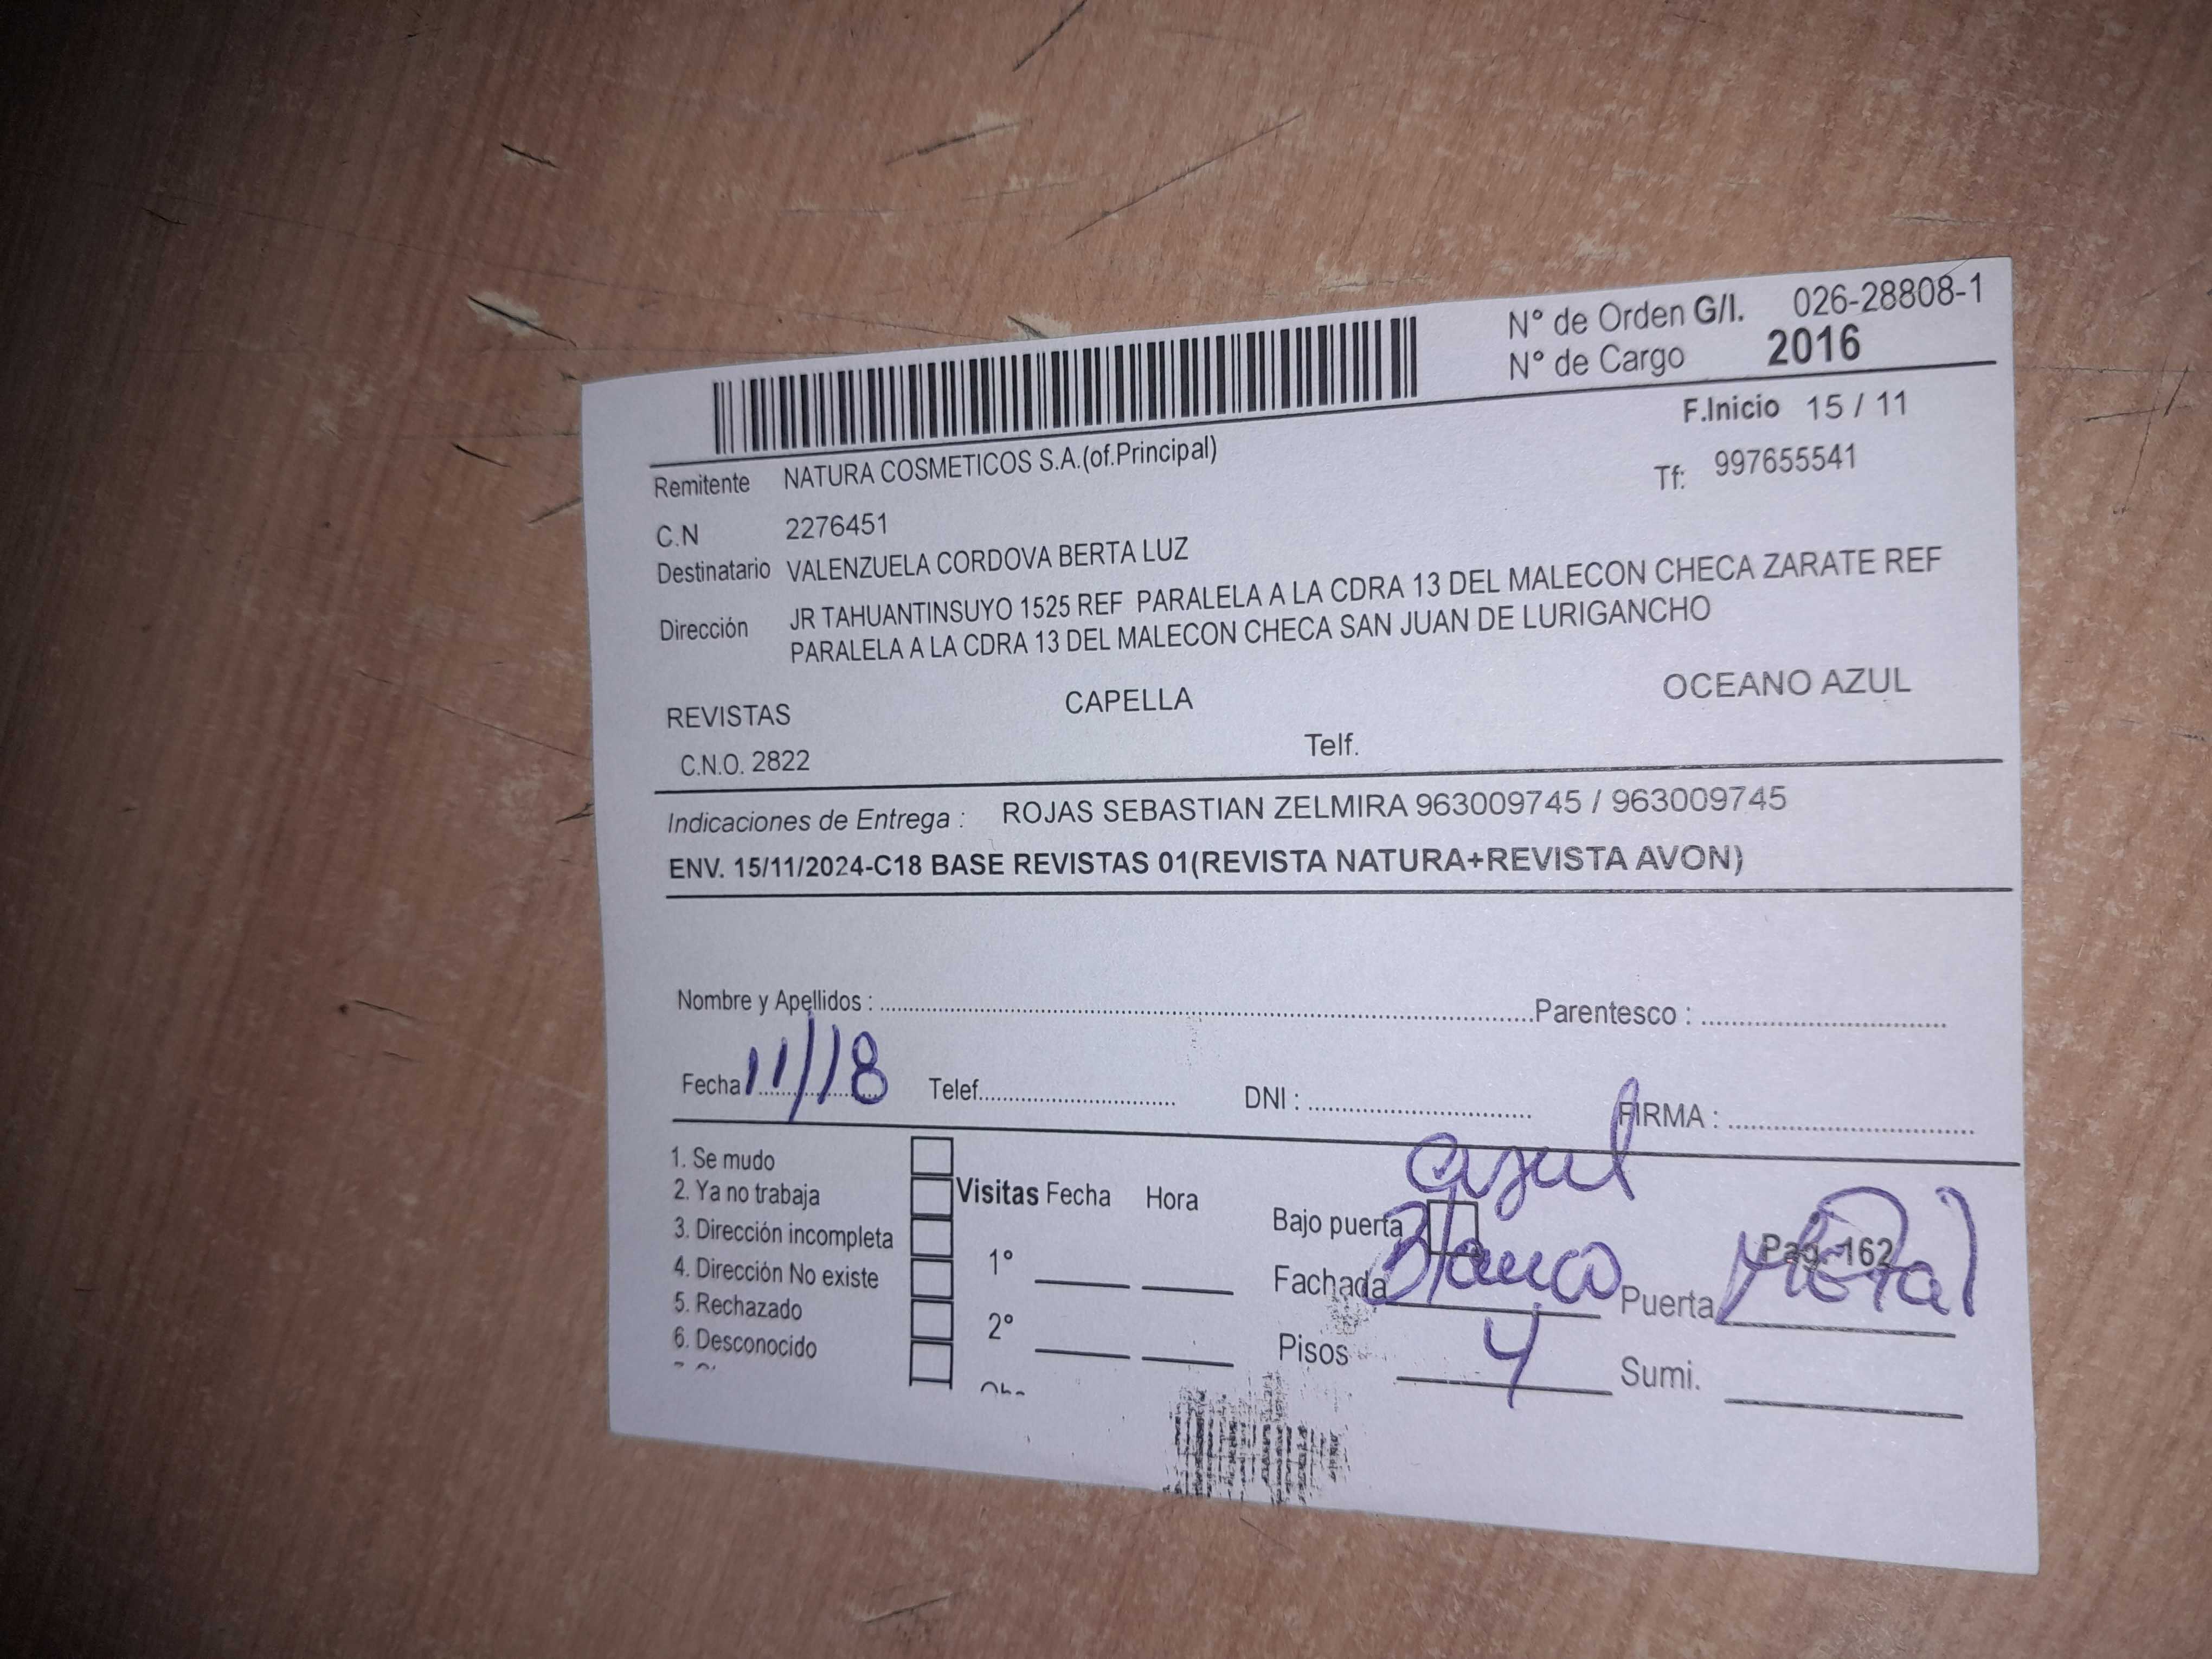 N° de Orden G/I. 026-28808-1
N° de Cargo 2016
F.Inicio 15 / 11
Remitente NATURA COSMETICOS S.A.(of.Principal)
Tf: 997655541
C.N 2276451
Destinatario VALENZUELA CORDOVA BERTA LUZ
Dirección JR TAHUANTINSUYO 1525 REF PARALELA A LA CDRA 13 DEL MALECON CHECA ZARATE REF
PARALELA A LA CDRA 13 DEL MALECON CHECA SAN JUAN DE LURIGANCHO
REVISTAS CAPELLA OCEANO AZUL
C.N.O. 2822 Telf.
Indicaciones de Entrega : ROJAS SEBASTIAN ZELMIRA 963009745 / 963009745
ENV. 15/11/2024-C18 BASE REVISTAS 01(REVISTA NATURA+REVISTA AVON)
Nombre y Apellidos : Parentesco :
Fecha 11/18 Telef. DNI : FIRMA :
azul
1. Se mudo
2. Ya no trabaja
3. Dirección incompleta
4. Dirección No existe
5. Rechazado
6. Desconocido
Visitas Fecha Hora
1°
2°
Bajo puerta
Pag. 162
Fachada Blanco Puerta Metal
Pisos 4 Sumi.